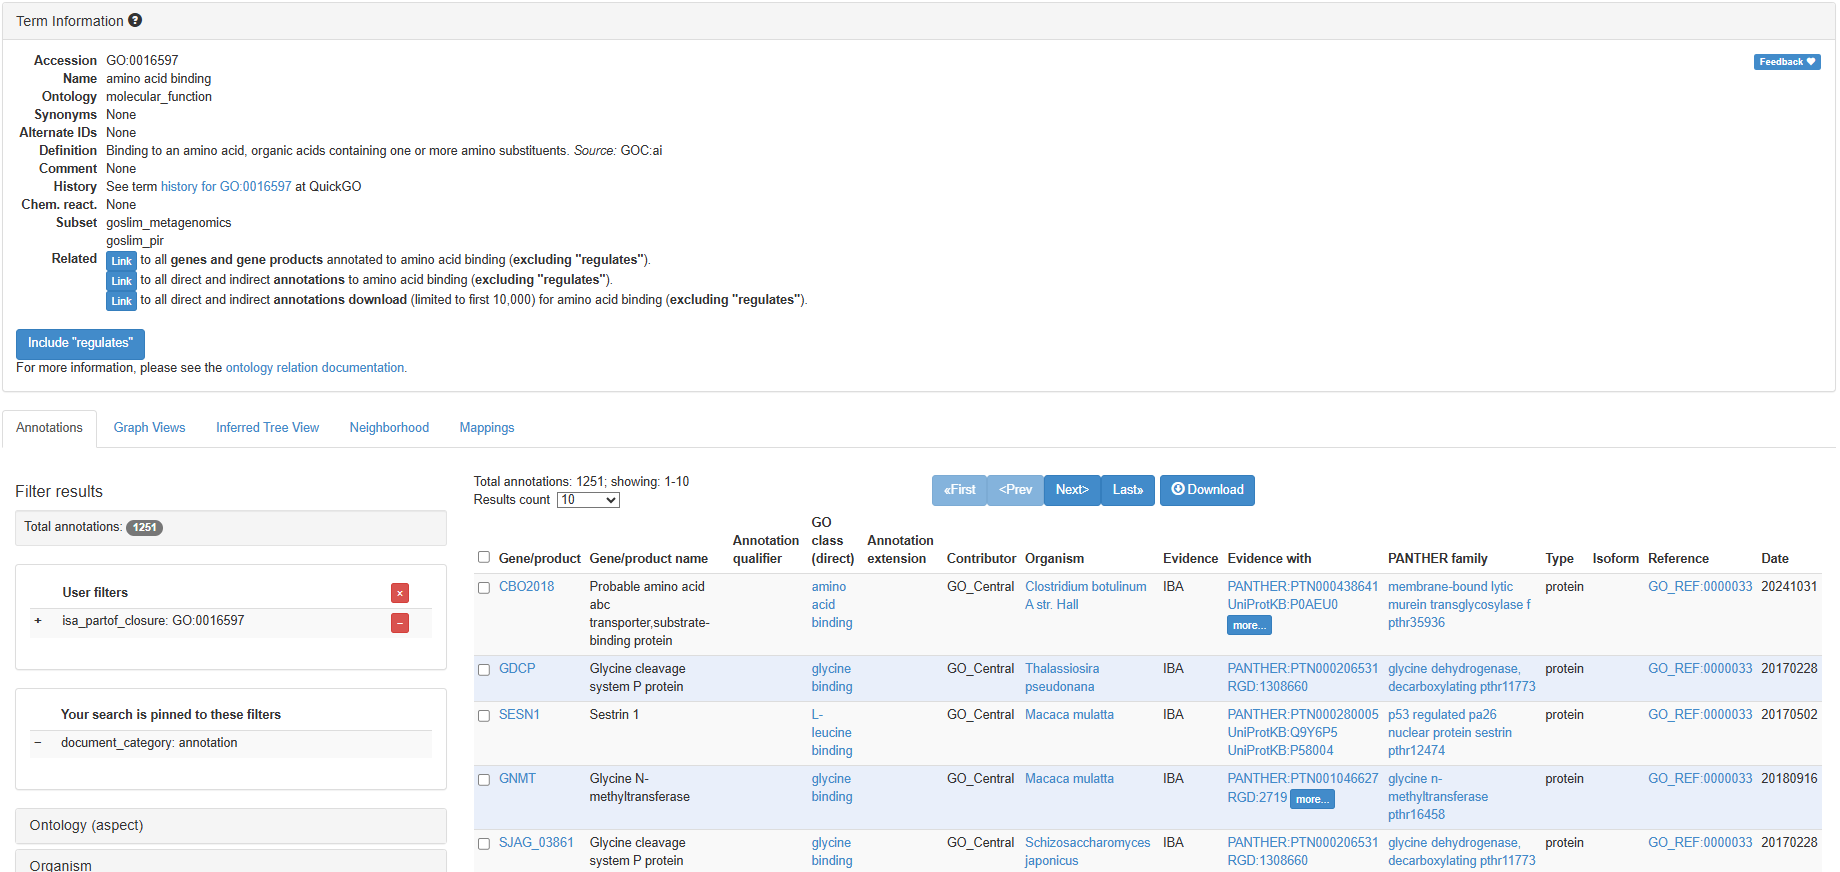 Term Information
Feedback
Accession GO:0016597
Name amino acid binding
Ontology molecular_function
Synonyms None
Alternate IDs None
Definition Binding to an amino acid, organic acids containing one or more amino substituents. Source: GOC:ai
Comment None
History See term history for GO:0016597 at QuickGO
Chem. react. None
Subset goslim_metagenomics
goslim_pir
Related Link to all genes and gene products annotated to amino acid binding (excluding "regulates").
Link to all direct and indirect annotations to amino acid binding (excluding "regulates").
Link to all direct and indirect annotations download (limited to first 10,000) for amino acid binding (excluding "regulates").
Include "regulates"
For more information, please see the ontology relation documentation.
Annotations Graph Views Inferred Tree View Neighborhood Mappings
Filter results
Total annotations: 1251
User filters ×
+ isa_partof_closure: GO:0016597 −
Your search is pinned to these filters
− document_category: annotation
Ontology (aspect)
Organism
Total annotations: 1251; showing: 1-10
Results count 10
«First <Prev Next> Last» Download
Gene/product Gene/product name Annotation qualifier GO class (direct) Annotation extension Contributor Organism Evidence Evidence with PANTHER family Type Isoform Reference Date
CBO2018 Probable amino acid abc transporter,substrate-binding protein amino acid binding GO_Central Clostridium botulinum A str. Hall IBA PANTHER:PTN000438641 UniProtKB:P0AEU0 more... membrane-bound lytic murein transglycosylase f pthr35936 protein GO_REF:0000033 20241031
GDCP Glycine cleavage system P protein glycine binding GO_Central Thalassiosira pseudonana IBA PANTHER:PTN000206531 RGD:1308660 glycine dehydrogenase, decarboxylating pthr11773 protein GO_REF:0000033 20170228
SESN1 Sestrin 1 L-leucine binding GO_Central Macaca mulatta IBA PANTHER:PTN000280005 UniProtKB:Q9Y6P5 UniProtKB:P58004 p53 regulated pa26 nuclear protein sestrin pthr12474 protein GO_REF:0000033 20170502
GNMT Glycine N-methyltransferase glycine binding GO_Central Macaca mulatta IBA PANTHER:PTN001046627 RGD:2719 more... glycine n-methyltransferase pthr16458 protein GO_REF:0000033 20180916
SJAG_03861 Glycine cleavage system P protein glycine binding GO_Central Schizosaccharomyces japonicus IBA PANTHER:PTN000206531 RGD:1308660 glycine dehydrogenase, decarboxylating pthr11773 protein GO_REF:0000033 20170228